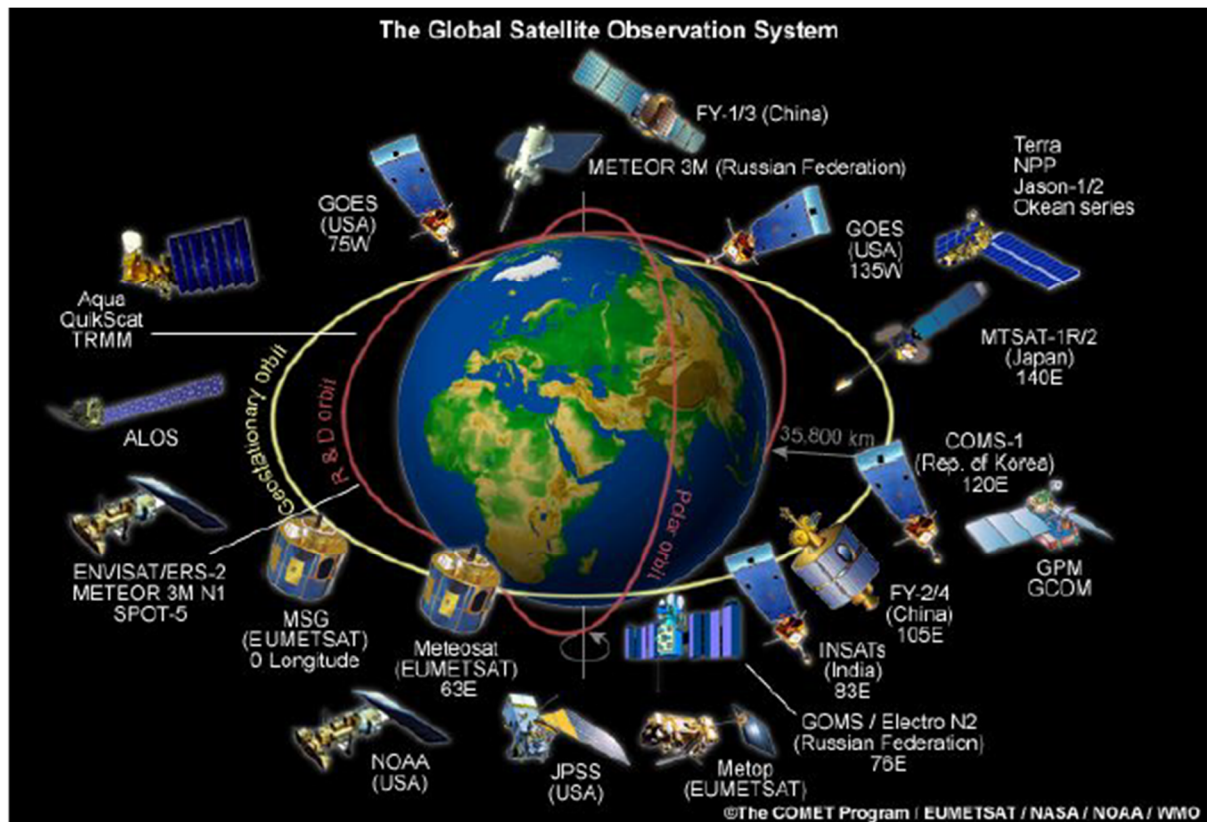 The Global Satellite Observation System
FY-1/3 (China)
METEOR 3M (Russian Federation)
Terra
NPP
Jason-1/2
Okean series
GOES
(USA)
75W
GOES
(USA)
135W
Aqua
QuikScat
TRMM
MTSAT-1R/2
(Japan)
140E
Geostationary orbit
R & D orbit
ALOS
35,800 km
COMS-1
(Rep. of Korea)
120E
Polar orbit
GPM
GCOM
ENVISAT/ERS-2
METEOR 3M N1
SPOT-5
MSG
(EUMETSAT)
0 Longitude
Meteosat
(EUMETSAT)
63E
FY-2/4
(China)
105E
INSATs
(India)
83E
GOMS / Electro N2
(Russian Federation)
76E
NOAA
(USA)
JPSS
(USA)
Metop
(EUMETSAT)
©The COMET Program / EUMETSAT / NASA / NOAA / WMO